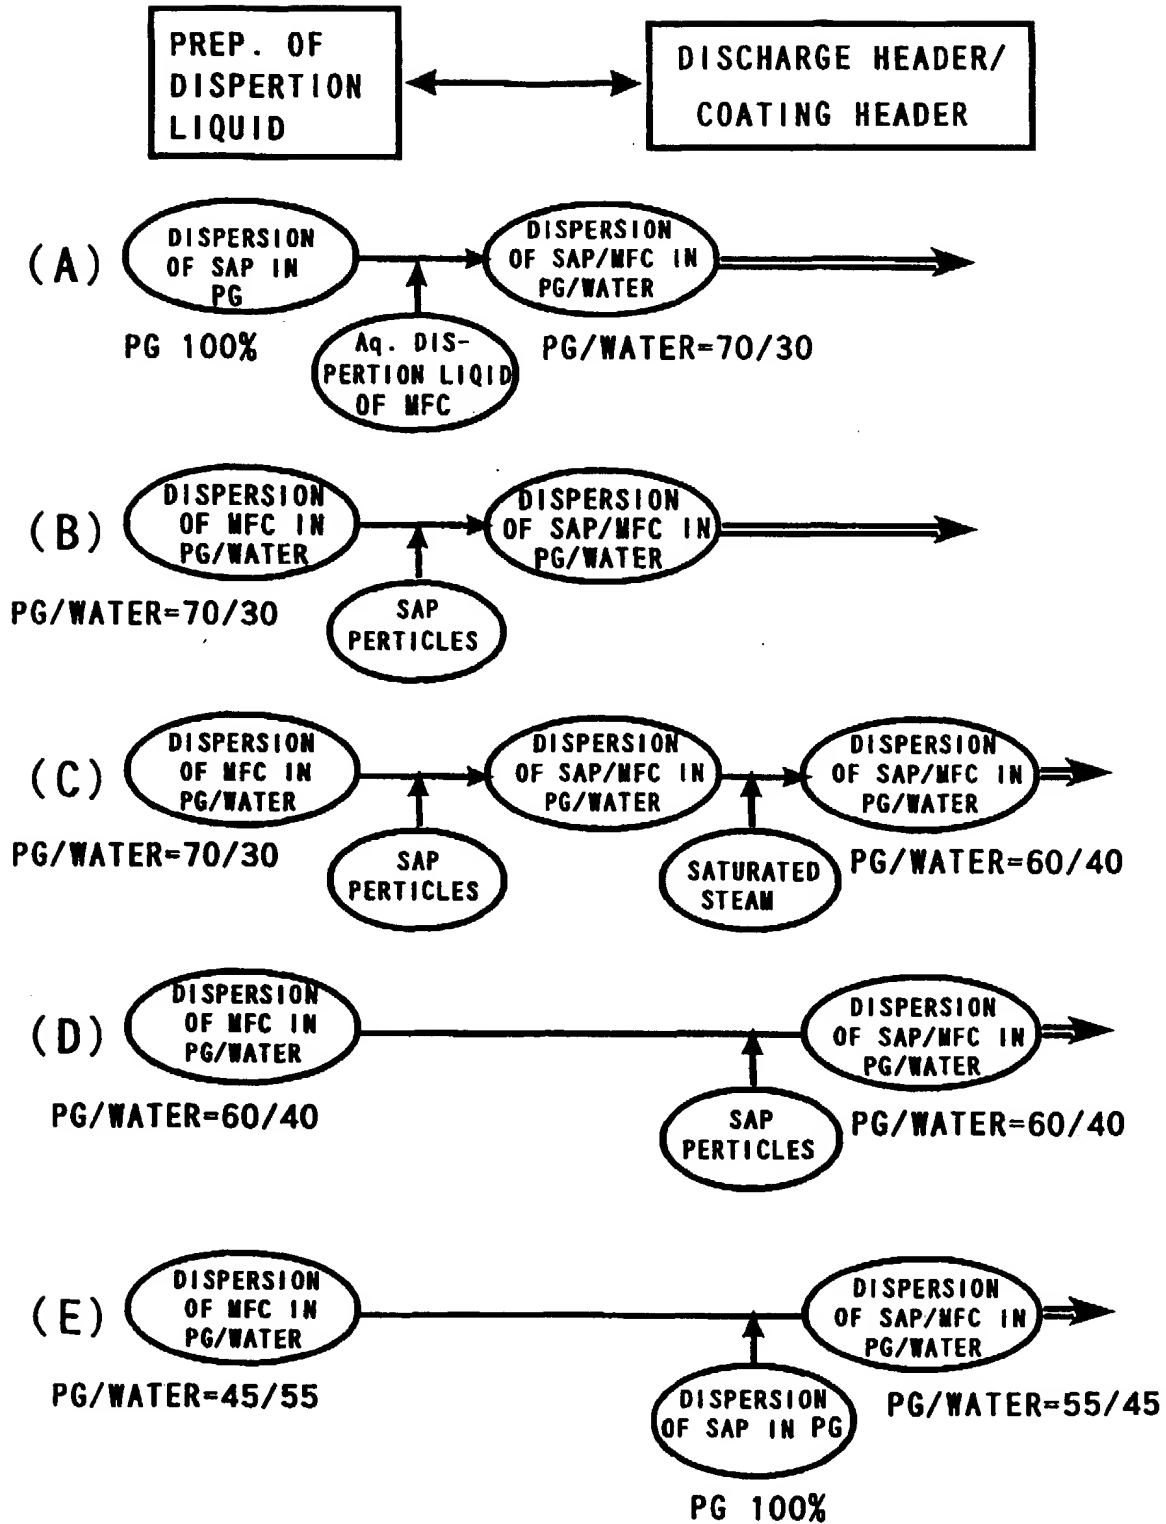 PREP. OF
DISPERTION
LIQUID
DISCHARGE HEADER/
COATING HEADER
(A)
DISPERSION
OF SAP IN
PG
DISPERSION
OF SAP/MFC IN
PG/WATER
PG 100%
Aq. DIS-
PERTION LIQID
OF MFC
PG/WATER=70/30
(B)
DISPERSION
OF MFC IN
PG/WATER
DISPERSION
OF SAP/MFC IN
PG/WATER
PG/WATER=70/30
SAP
PERTICLES
(C)
DISPERSION
OF MFC IN
PG/WATER
DISPERSION
OF SAP/MFC IN
PG/WATER
DISPERSION
OF SAP/MFC IN
PG/WATER
PG/WATER=70/30
SAP
PERTICLES
SATURATED
STEAM
PG/WATER=60/40
(D)
DISPERSION
OF MFC IN
PG/WATER
DISPERSION
OF SAP/MFC IN
PG/WATER
PG/WATER=60/40
SAP
PERTICLES
PG/WATER=60/40
(E)
DISPERSION
OF MFC IN
PG/WATER
DISPERSION
OF SAP/MFC IN
PG/WATER
PG/WATER=45/55
DISPERSION
OF SAP IN PG
PG/WATER=55/45
PG 100%